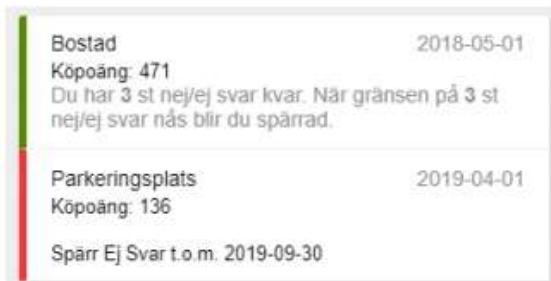 Bostad 2018-05-01
Köpoäng: 471
Du har 3 st nej/ej svar kvar. När gränsen på 3 st
nej/ej svar nås blir du spärrad.
Parkeringsplats 2019-04-01
Köpoäng: 136
Spärr Ej Svar t.o.m. 2019-09-30